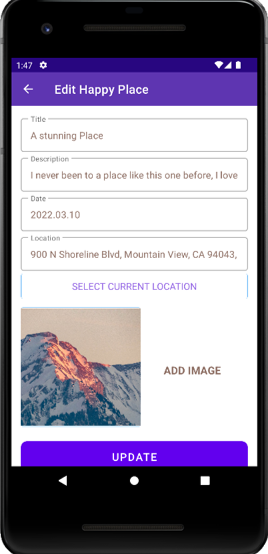 1:47
Edit Happy Place
Title
A stunning Place
Description
I never been to a place like this one before, I love
Date
2022.03.10
Location
900 N Shoreline Blvd, Mountain View, CA 94043,
SELECT CURRENT LOCATION
ADD IMAGE
UPDATE